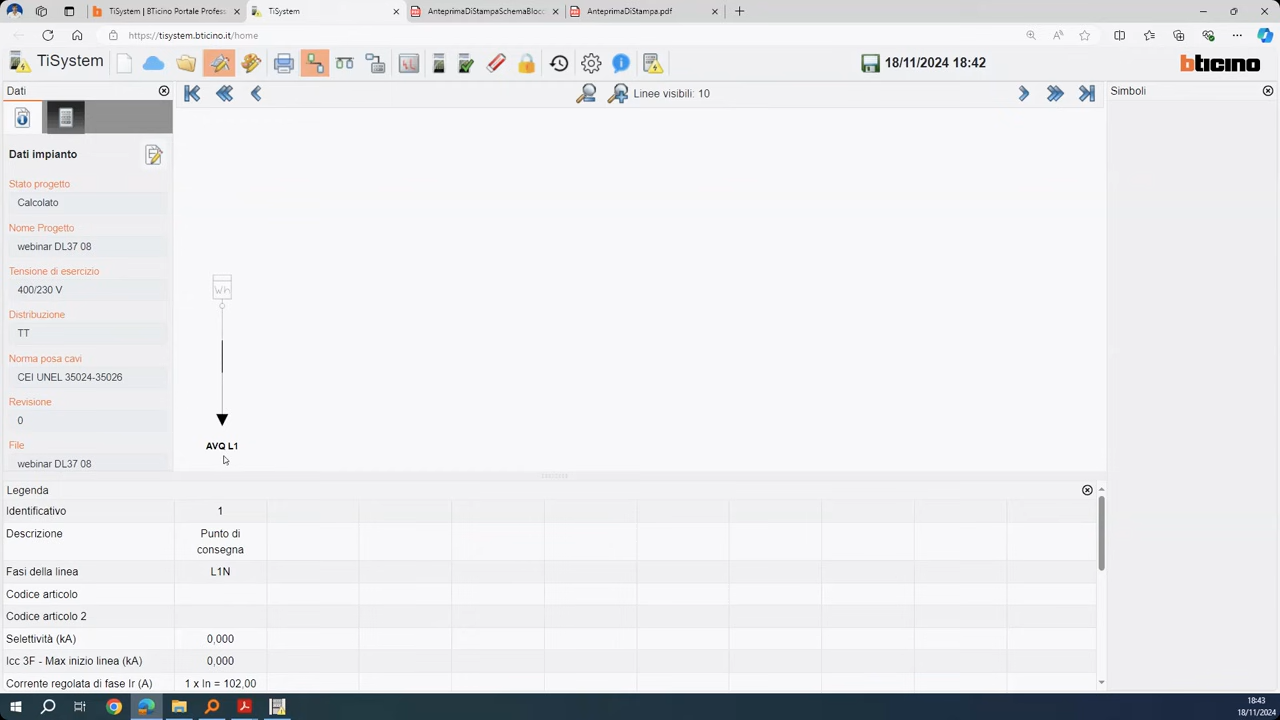 TiSystem | BTicino Portale Profess
TiSystem
AnteprimaDiStampaSchemaBlocc
AnteprimaDiStampa.pdf
https://tisystem.bticino.it/home
TiSystem
18/11/2024 18:42
bticino
Dati
Linee visibili: 10
Simboli
Dati impianto
Stato progetto
Calcolato
Nome Progetto
webinar DL37 08
Tensione di esercizio
400/230 V
Distribuzione
TT
Norma posa cavi
CEI UNEL 35024-35026
Revisione
0
File
webinar DL37 08
Wh
AVQ L1
Legenda
Identificativo 1
Descrizione Punto di
consegna
Fasi della linea L1N
Codice articolo
Codice articolo 2
Selettività (kA) 0,000
Icc 3F - Max inizio linea (kA) 0,000
Corrente regolata di fase Ir (A) 1 x In = 102,00
18:43
18/11/2024